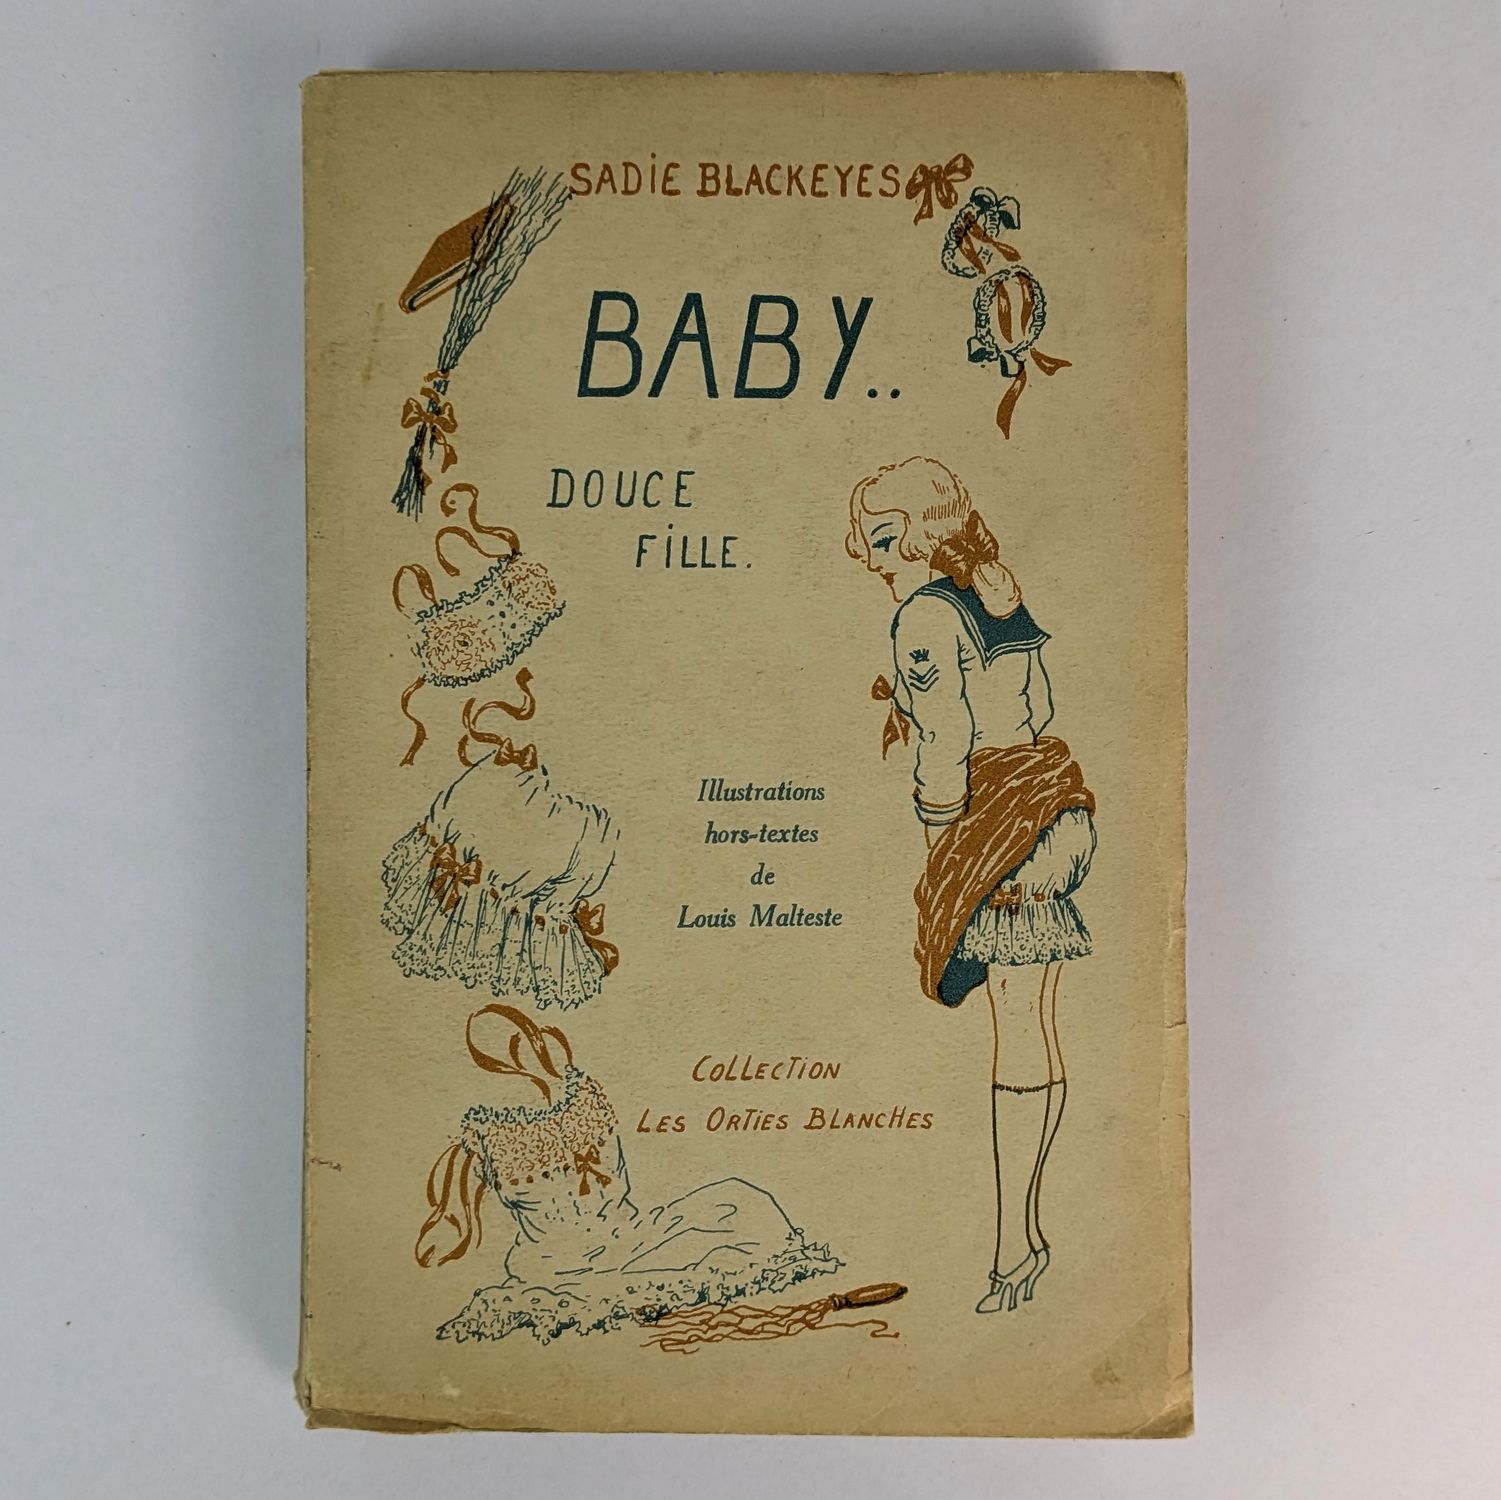 SADIE BLACKEYES
BABY..
DOUCE
FILLE.
Illustrations
hors-textes
de
Louis Malteste
COLLECTION
LES ORTIES BLANCHES